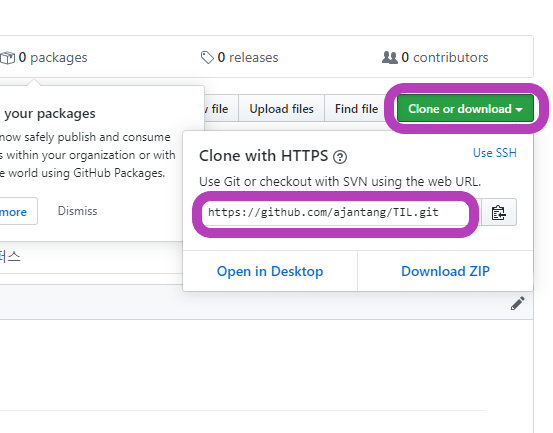 0 packages
0 releases
0 contributors
your packages
now safely publish and consume
s within your organization or with
e world using GitHub Packages.
more
Dismiss
file
Upload files
Find file
Clone or download
Clone with HTTPS
Use SSH
Use Git or checkout with SVN using the web URL.
https://github.com/ajantang/TIL.git
Open in Desktop
Download ZIP
퍼스